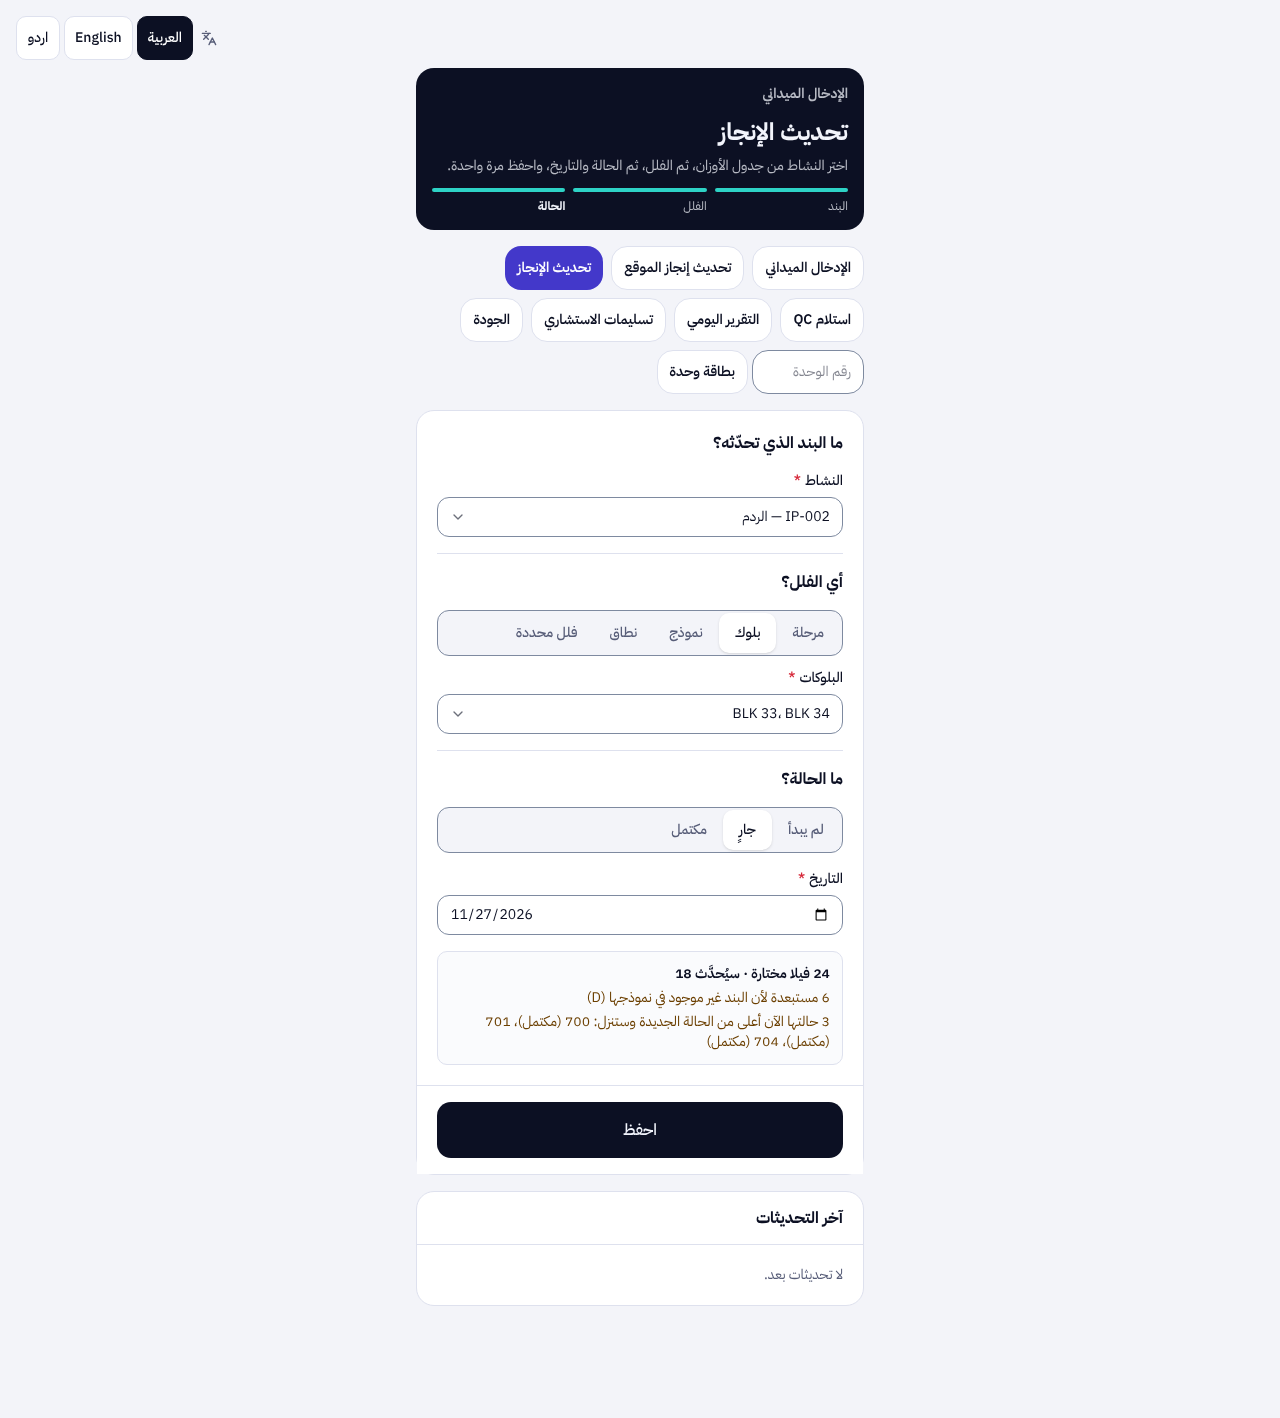 العربية
English
اردو
الإدخال الميداني
تحديث الإنجاز
اختر النشاط من جدول الأوزان، ثم الفلل، ثم الحالة والتاريخ، واحفظ مرة واحدة.
البند
الفلل
الحالة
الإدخال الميداني
تحديث إنجاز الموقع
تحديث الإنجاز
استلام QC
التقرير اليومي
تسليمات الاستشاري
الجودة
رقم الوحدة
بطاقة وحدة
ما البند الذي تحدّثه؟
النشاط *
IP-002 — الردم
أي الفلل؟
مرحلة
بلوك
نموذج
نطاق
فلل محددة
البلوكات *
BLK 33، BLK 34
ما الحالة؟
لم يبدأ
جارٍ
مكتمل
التاريخ *
11/27/2026
24 فيلا مختارة · سيُحدَّث 18
6 مستبعدة لأن البند غير موجود في نموذجها (D)
3 حالتها الآن أعلى من الحالة الجديدة وستنزل: 700 (مكتمل)، 701
(مكتمل)، 704 (مكتمل)
احفظ
آخر التحديثات
لا تحديثات بعد.